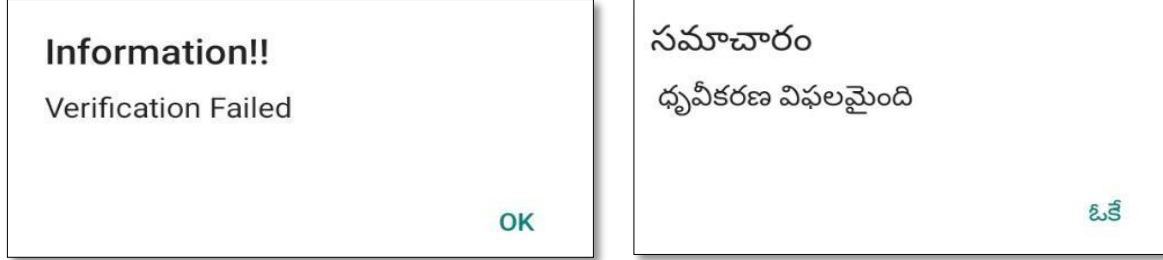 Information!!
Verification Failed
OK
సమాచారం
ధృవీకరణ విఫలమైంది
ఓకే